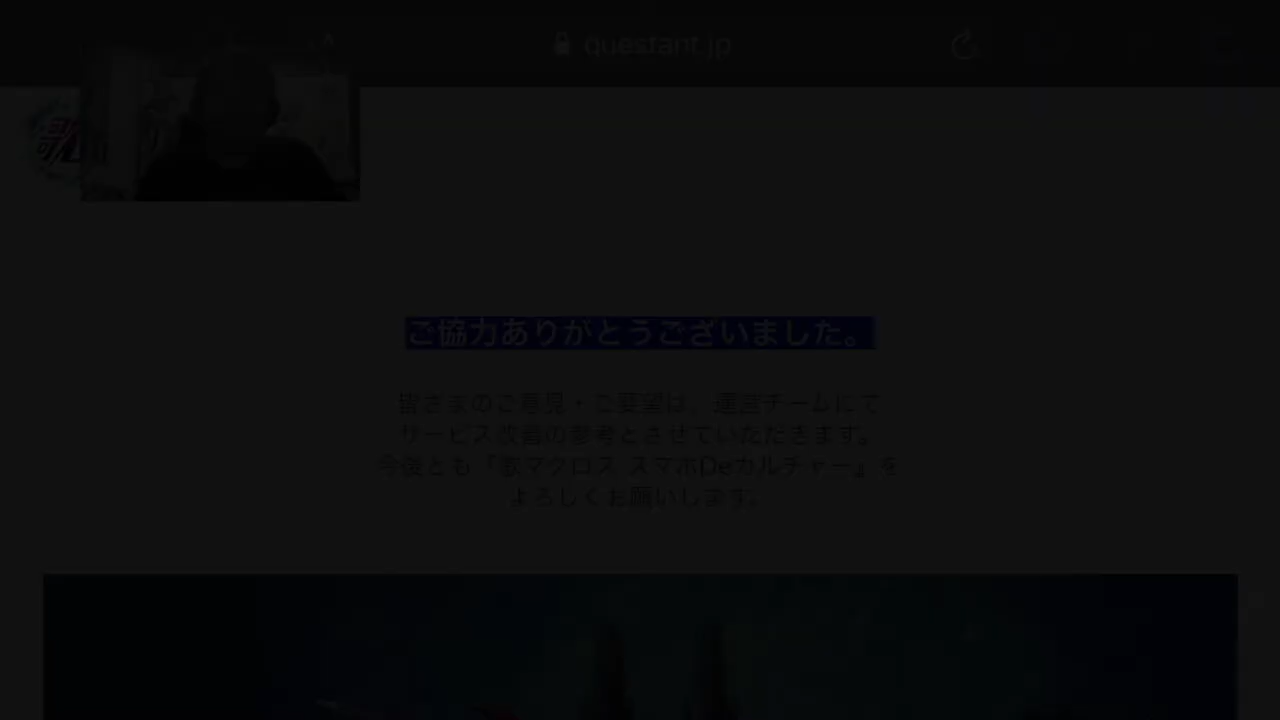 questant.jp
ご協力ありがとうございました。
皆さまのご意見・ご要望は、運営チームにて
サービス改善の参考とさせていただきます。
今後とも『歌マクロス スマホDeカルチャー』を
よろしくお願いします。